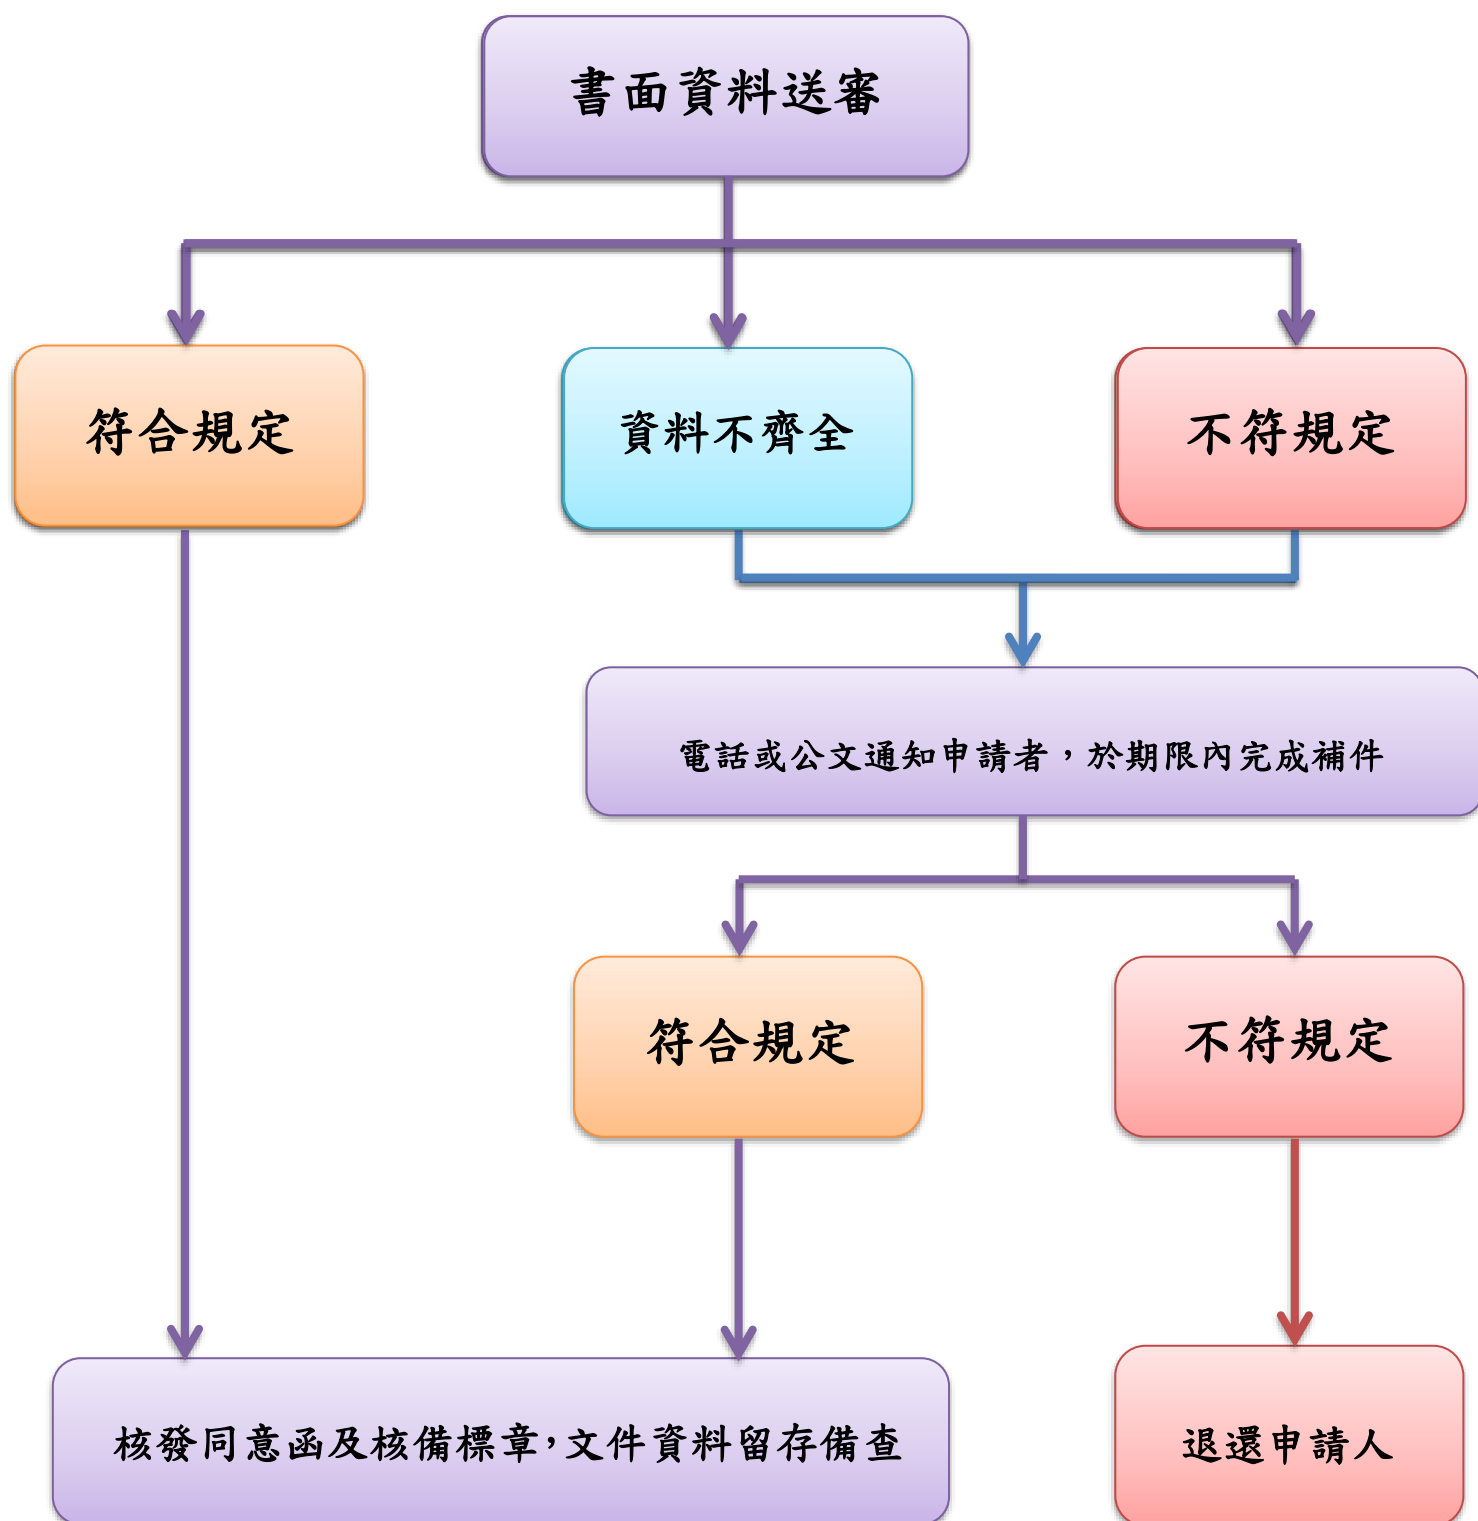 書面資料送審
符合規定
資料不齊全
不符規定
電話或公文通知申請者，於期限內完成補件
符合規定
不符規定
核發同意函及核備標章，文件資料留存備查
退還申請人